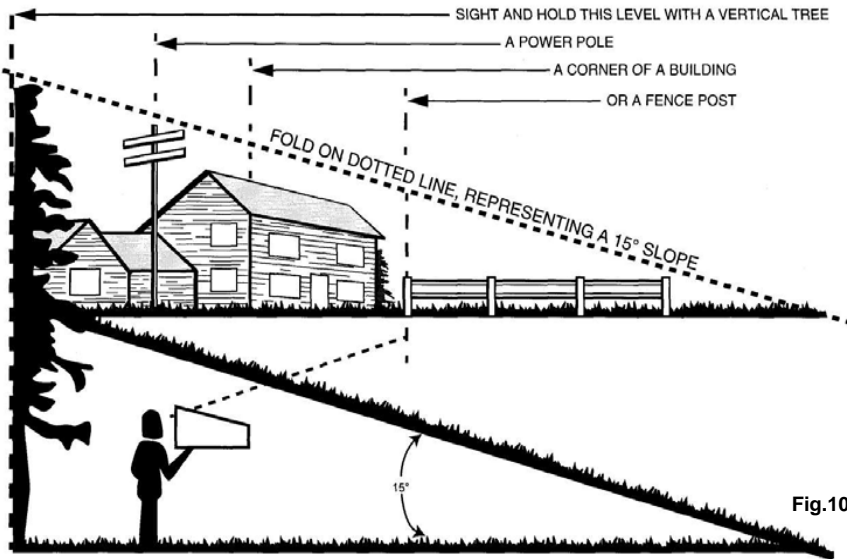 SIGHT AND HOLD THIS LEVEL WITH A VERTICAL TREE
A POWER POLE
A CORNER OF A BUILDING
OR A FENCE POST
FOLD ON DOTTED LINE, REPRESENTING A 15° SLOPE
15°
Fig.10